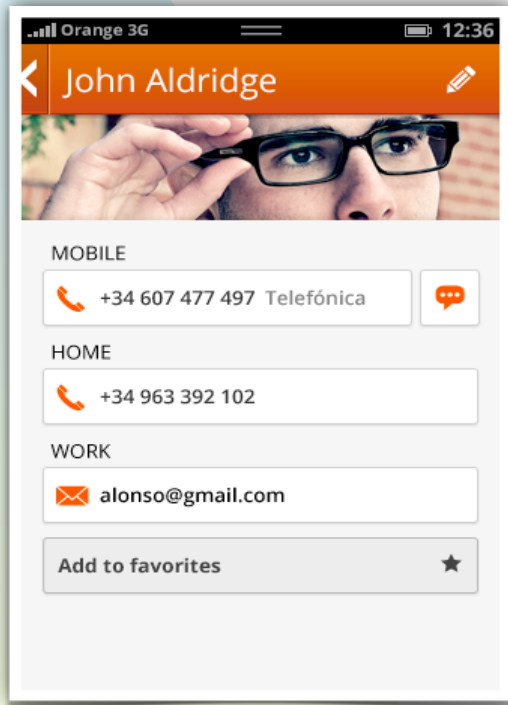 Orange 3G 12:36
John Aldridge
MOBILE
+34 607 477 497 Telefónica
HOME
+34 963 392 102
WORK
alonso@gmail.com
Add to favorites